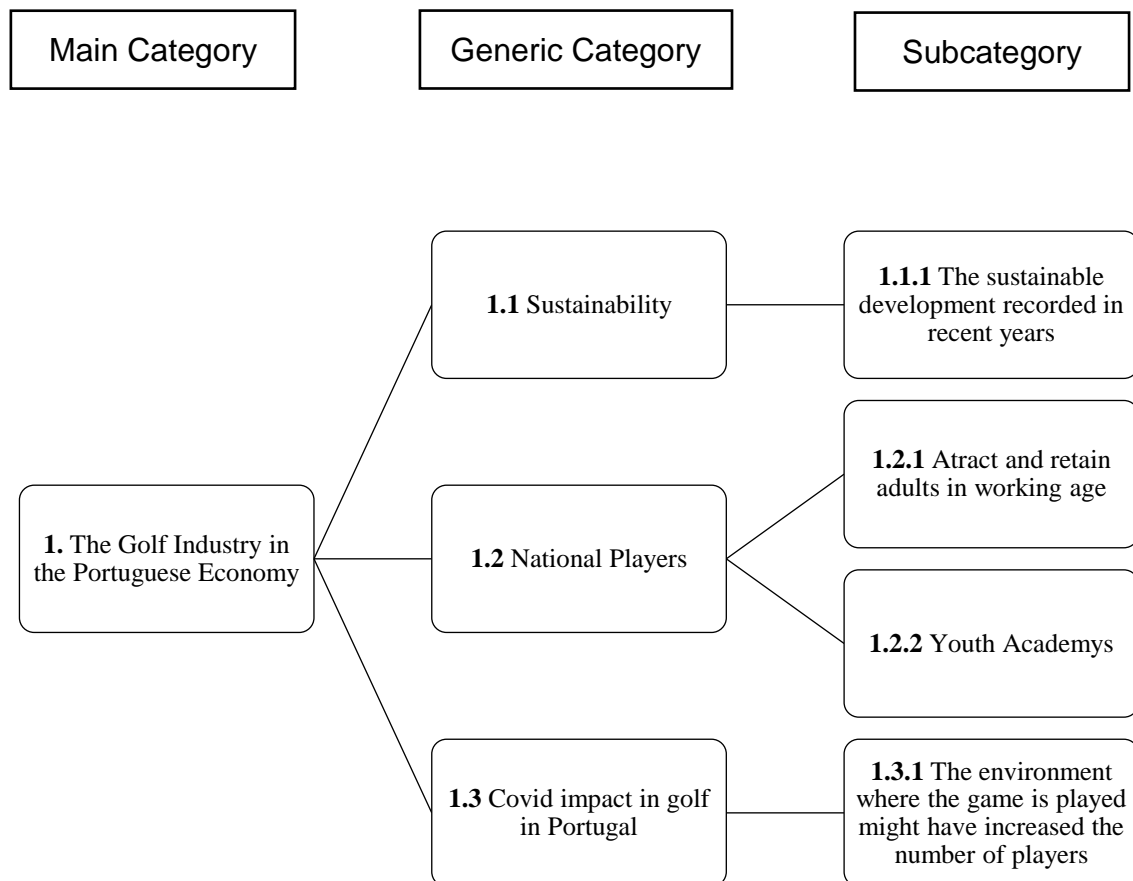 Main Category
Generic Category
Subcategory
1.1 Sustainability
1.1.1 The sustainable
development recorded in
recent years
1. The Golf Industry in
the Portuguese Economy
1.2 National Players
1.2.1 Atract and retain
adults in working age
1.2.2 Youth Academys
1.3 Covid impact in golf
in Portugal
1.3.1 The environment
where the game is played
might have increased the
number of players